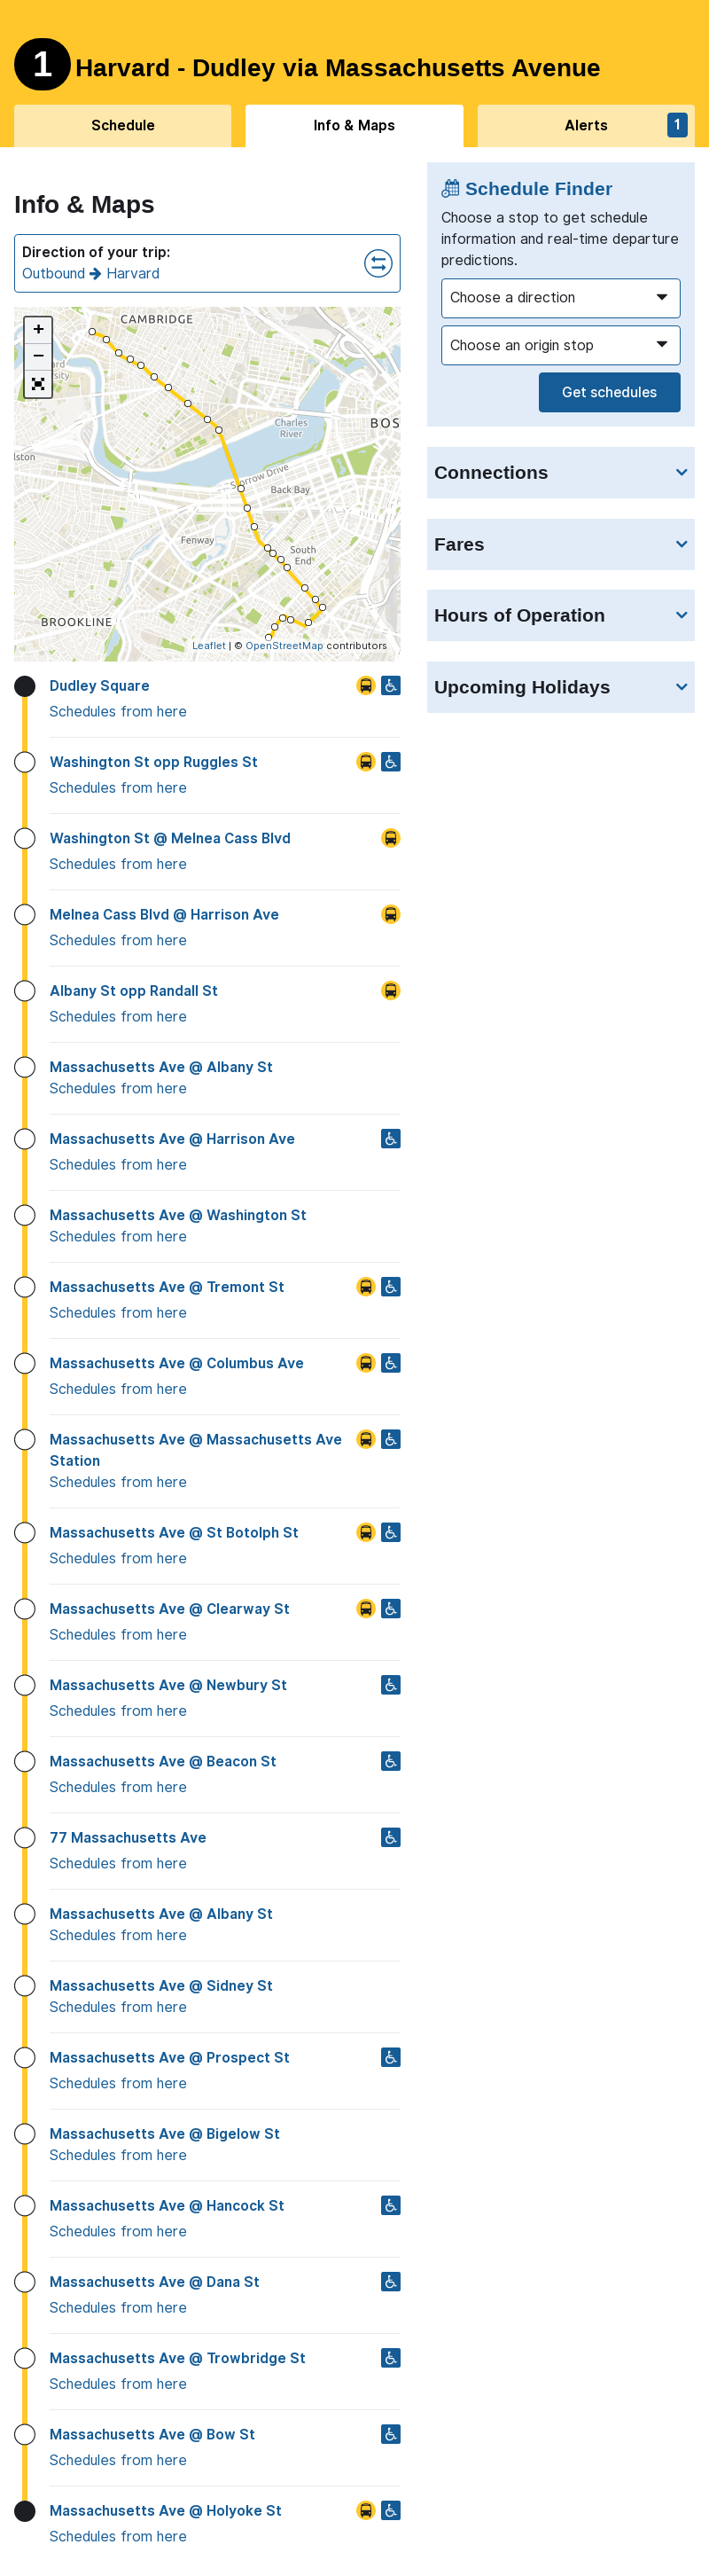 1 Harvard - Dudley via Massachusetts Avenue
Schedule
Info & Maps
Alerts
1
Info & Maps
Direction of your trip:
Outbound Harvard
+
−
CAMBRIDGE
Charles
River
BOS
lston
Storrow Drive
Back Bay
Fenway
South
End
BROOKLINE
Leaflet | © OpenStreetMap contributors
Dudley Square
Schedules from here
Washington St opp Ruggles St
Schedules from here
Washington St @ Melnea Cass Blvd
Schedules from here
Melnea Cass Blvd @ Harrison Ave
Schedules from here
Albany St opp Randall St
Schedules from here
Massachusetts Ave @ Albany St
Schedules from here
Massachusetts Ave @ Harrison Ave
Schedules from here
Massachusetts Ave @ Washington St
Schedules from here
Massachusetts Ave @ Tremont St
Schedules from here
Massachusetts Ave @ Columbus Ave
Schedules from here
Massachusetts Ave @ Massachusetts Ave
Station
Schedules from here
Massachusetts Ave @ St Botolph St
Schedules from here
Massachusetts Ave @ Clearway St
Schedules from here
Massachusetts Ave @ Newbury St
Schedules from here
Massachusetts Ave @ Beacon St
Schedules from here
77 Massachusetts Ave
Schedules from here
Massachusetts Ave @ Albany St
Schedules from here
Massachusetts Ave @ Sidney St
Schedules from here
Massachusetts Ave @ Prospect St
Schedules from here
Massachusetts Ave @ Bigelow St
Schedules from here
Massachusetts Ave @ Hancock St
Schedules from here
Massachusetts Ave @ Dana St
Schedules from here
Massachusetts Ave @ Trowbridge St
Schedules from here
Massachusetts Ave @ Bow St
Schedules from here
Massachusetts Ave @ Holyoke St
Schedules from here
Schedule Finder
Choose a stop to get schedule
information and real-time departure
predictions.
Choose a direction
Choose an origin stop
Get schedules
Connections
Fares
Hours of Operation
Upcoming Holidays